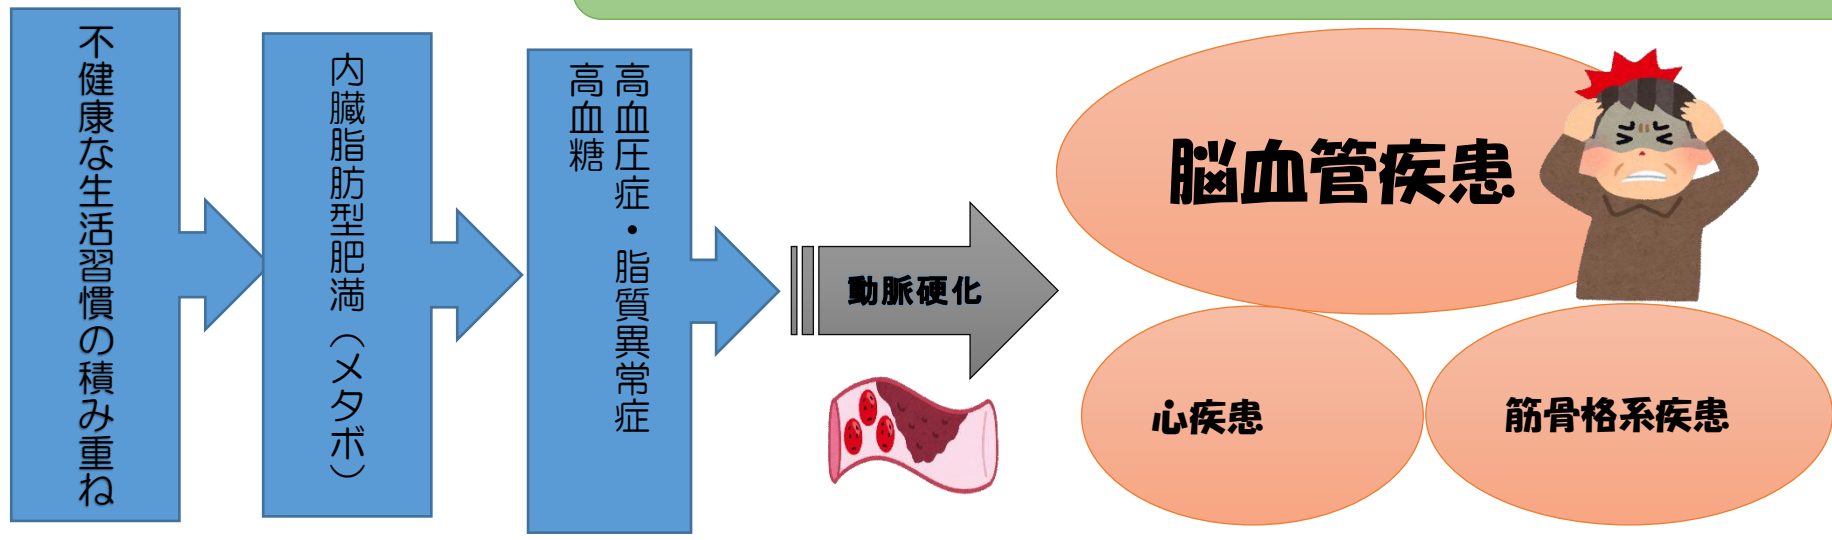 不健康な生活習慣の積み重ね
内臓脂肪型肥満（メタボ）
高血圧症・脂質異常症
高血糖
動脈硬化
脳血管疾患
心疾患
筋骨格系疾患